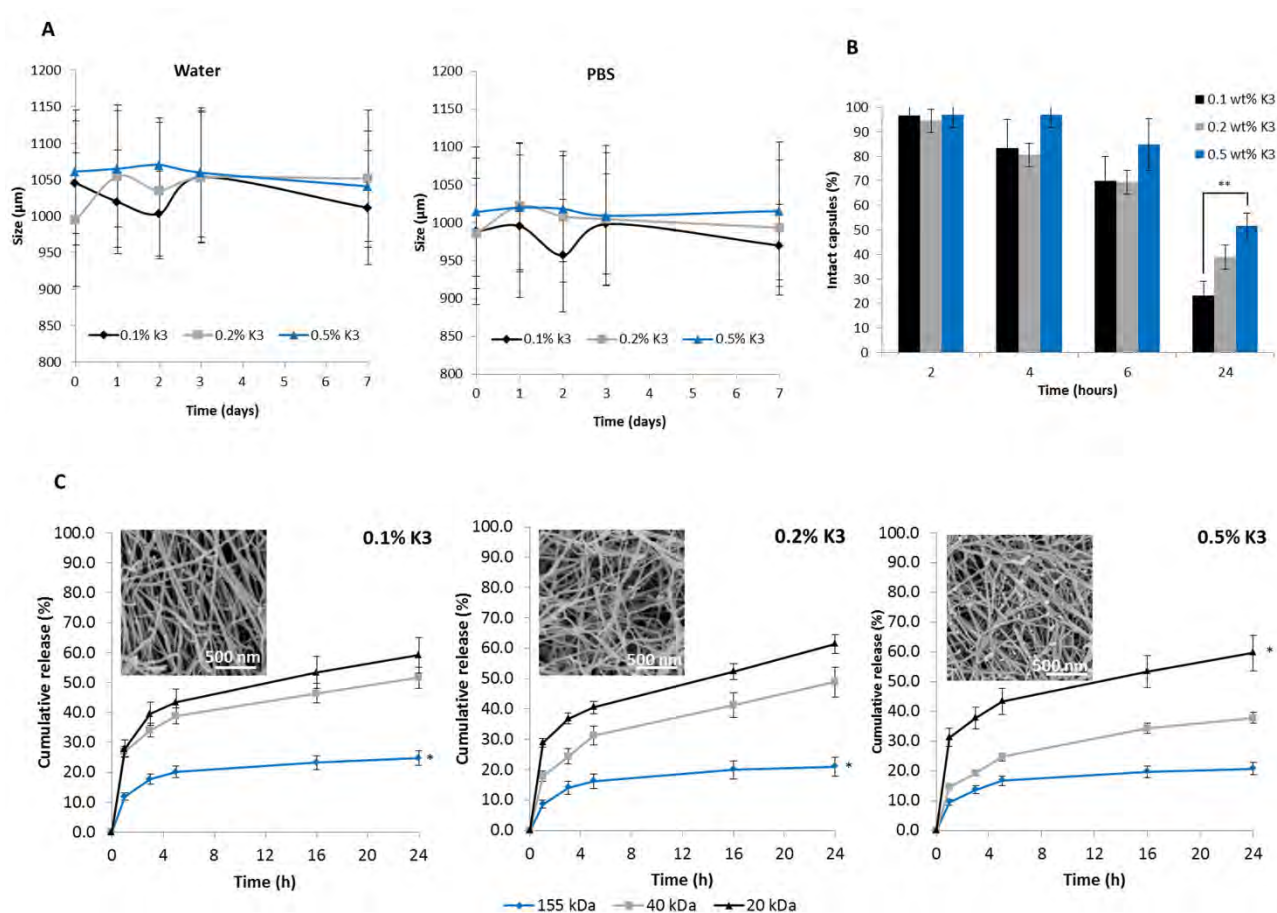 A
Water
1200
1150
1100
1050
1000
950
900
850
800
Size (µm)
0.1% k3
0.2% K3
0.5% K3
0 1 2 3 4 5 6 7
Time (days)
PBS
1200
1150
1100
1050
1000
950
900
850
800
Size (µm)
0.1% k3
0.2% K3
0.5% K3
0 1 2 3 4 5 6 7
Time (days)
B
100
90
80
70
60
50
40
30
20
10
0
Intact capsules (%)
0.1 wt% K3
0.2 wt% K3
0.5 wt% K3
**
2 4 6 24
Time (hours)
C
0.1% K3
100.0
90.0
80.0
70.0
60.0
50.0
40.0
30.0
20.0
10.0
0.0
Cumulative release (%)
500 nm
*
0 4 8 12 16 20 24
Time (h)
0.2% K3
100.0
90.0
80.0
70.0
60.0
50.0
40.0
30.0
20.0
10.0
0.0
Cumulative release (%)
500 nm
*
0 4 8 12 16 20 24
Time (h)
0.5% K3
100.0
90.0
80.0
70.0
60.0
50.0
40.0
30.0
20.0
10.0
0.0
Cumulative release (%)
500 nm
*
0 4 8 12 16 20 24
Time (h)
155 kDa
40 kDa
20 kDa